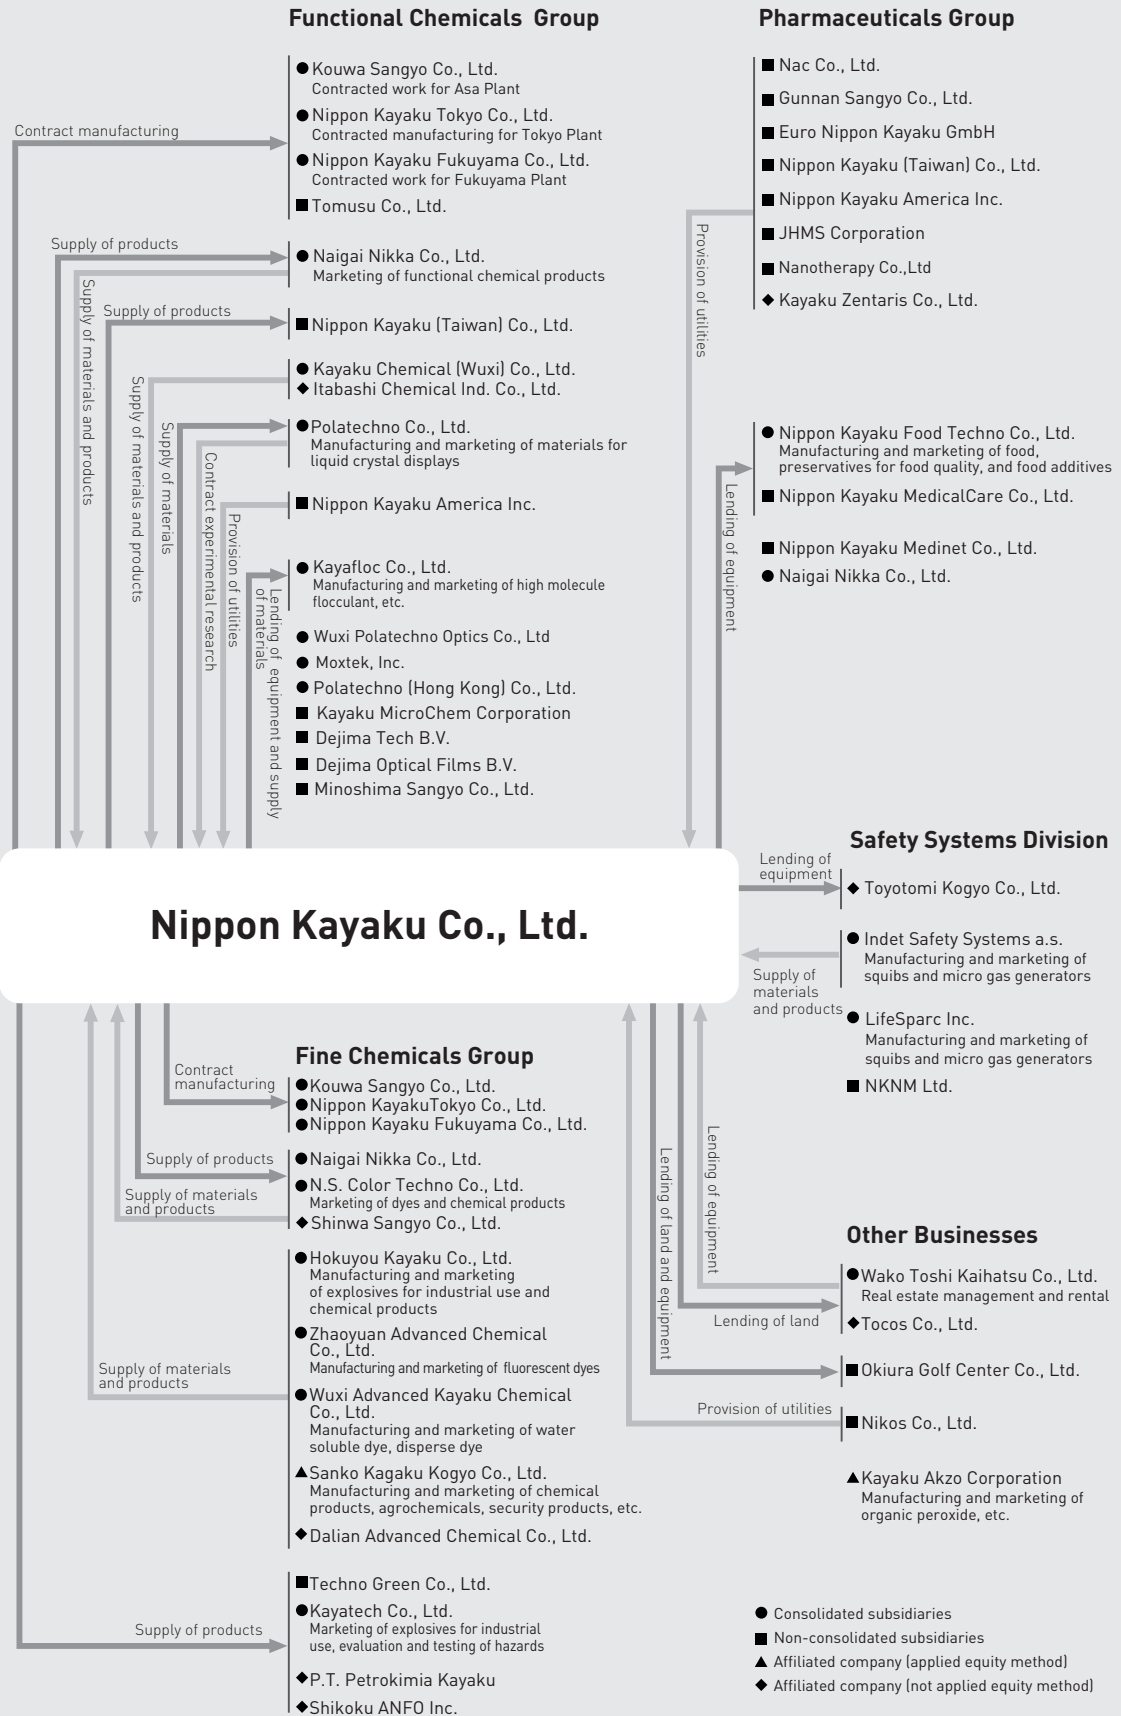 Functional Chemicals Group
Contract manufacturing
● Kouwa Sangyo Co., Ltd.
Contracted work for Asa Plant
● Nippon Kayaku Tokyo Co., Ltd.
Contracted manufacturing for Tokyo Plant
● Nippon Kayaku Fukuyama Co., Ltd.
Contracted work for Fukuyama Plant
■ Tomusu Co., Ltd.
Supply of products
● Naigai Nikka Co., Ltd.
Marketing of functional chemical products
Supply of materials and products
Supply of products
■ Nippon Kayaku (Taiwan) Co., Ltd.
● Kayaku Chemical (Wuxi) Co., Ltd.
◆ Itabashi Chemical Ind. Co., Ltd.
Supply of materials and products
Supply of materials
● Polatechno Co., Ltd.
Manufacturing and marketing of materials for
liquid crystal displays
Contract experimental research
■ Nippon Kayaku America Inc.
Provision of utilities
● Kayafloc Co., Ltd.
Manufacturing and marketing of high molecule
flocculant, etc.
Lending of equipment and supply
of materials
● Wuxi Polatechno Optics Co., Ltd
● Moxtek, Inc.
● Polatechno (Hong Kong) Co., Ltd.
■ Kayaku MicroChem Corporation
■ Dejima Tech B.V.
■ Dejima Optical Films B.V.
■ Minoshima Sangyo Co., Ltd.
Pharmaceuticals Group
■ Nac Co., Ltd.
■ Gunnan Sangyo Co., Ltd.
■ Euro Nippon Kayaku GmbH
■ Nippon Kayaku (Taiwan) Co., Ltd.
■ Nippon Kayaku America Inc.
■ JHMS Corporation
■ Nanotherapy Co.,Ltd
◆ Kayaku Zentaris Co., Ltd.
Provision of utilities
● Nippon Kayaku Food Techno Co., Ltd.
Manufacturing and marketing of food,
preservatives for food quality, and food additives
■ Nippon Kayaku MedicalCare Co., Ltd.
Lending of equipment
■ Nippon Kayaku Medinet Co., Ltd.
● Naigai Nikka Co., Ltd.
Nippon Kayaku Co., Ltd.
Safety Systems Division
Lending of
equipment
◆ Toyotomi Kogyo Co., Ltd.
● Indet Safety Systems a.s.
Manufacturing and marketing of
squibs and micro gas generators
Supply of
materials
and products
● LifeSparc Inc.
Manufacturing and marketing of
squibs and micro gas generators
■ NKNM Ltd.
Fine Chemicals Group
Contract
manufacturing
● Kouwa Sangyo Co., Ltd.
● Nippon KayakuTokyo Co., Ltd.
● Nippon Kayaku Fukuyama Co., Ltd.
Supply of products
● Naigai Nikka Co., Ltd.
● N.S. Color Techno Co., Ltd.
Marketing of dyes and chemical products
Supply of materials
and products
◆ Shinwa Sangyo Co., Ltd.
● Hokuyou Kayaku Co., Ltd.
Manufacturing and marketing
of explosives for industrial use and
chemical products
● Zhaoyuan Advanced Chemical
Co., Ltd.
Manufacturing and marketing of fluorescent dyes
Supply of materials
and products
● Wuxi Advanced Kayaku Chemical
Co., Ltd.
Manufacturing and marketing of water
soluble dye, disperse dye
▲ Sanko Kagaku Kogyo Co., Ltd.
Manufacturing and marketing of chemical
products, agrochemicals, security products, etc.
◆ Dalian Advanced Chemical Co., Ltd.
■ Techno Green Co., Ltd.
● Kayatech Co., Ltd.
Marketing of explosives for industrial
use, evaluation and testing of hazards
Supply of products
◆ P.T. Petrokimia Kayaku
◆ Shikoku ANFO Inc.
Other Businesses
Lending of equipment
Lending of land and equipment
● Wako Toshi Kaihatsu Co., Ltd.
Real estate management and rental
Lending of land
◆ Tocos Co., Ltd.
■ Okiura Golf Center Co., Ltd.
Provision of utilities
■ Nikos Co., Ltd.
▲ Kayaku Akzo Corporation
Manufacturing and marketing of
organic peroxide, etc.
● Consolidated subsidiaries
■ Non-consolidated subsidiaries
▲ Affiliated company (applied equity method)
◆ Affiliated company (not applied equity method)